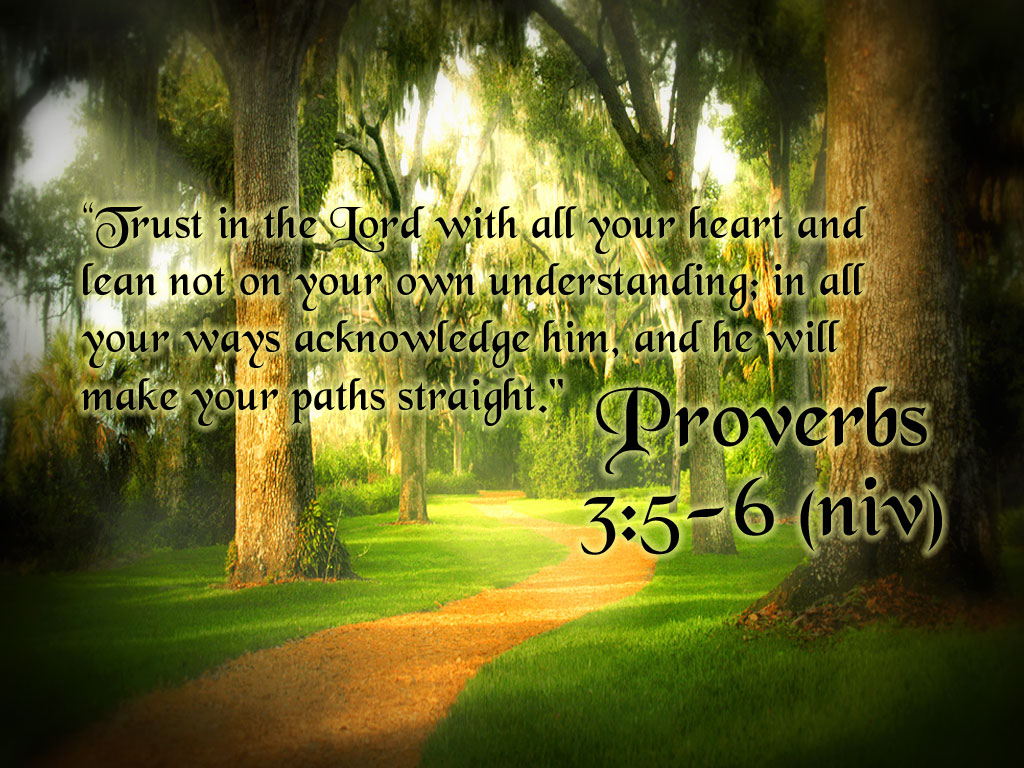 “Trust in the Lord with all your heart and
lean not on your own understanding; in all
your ways acknowledge him, and he will
make your paths straight."
Proverbs
3:5-6 (niv)